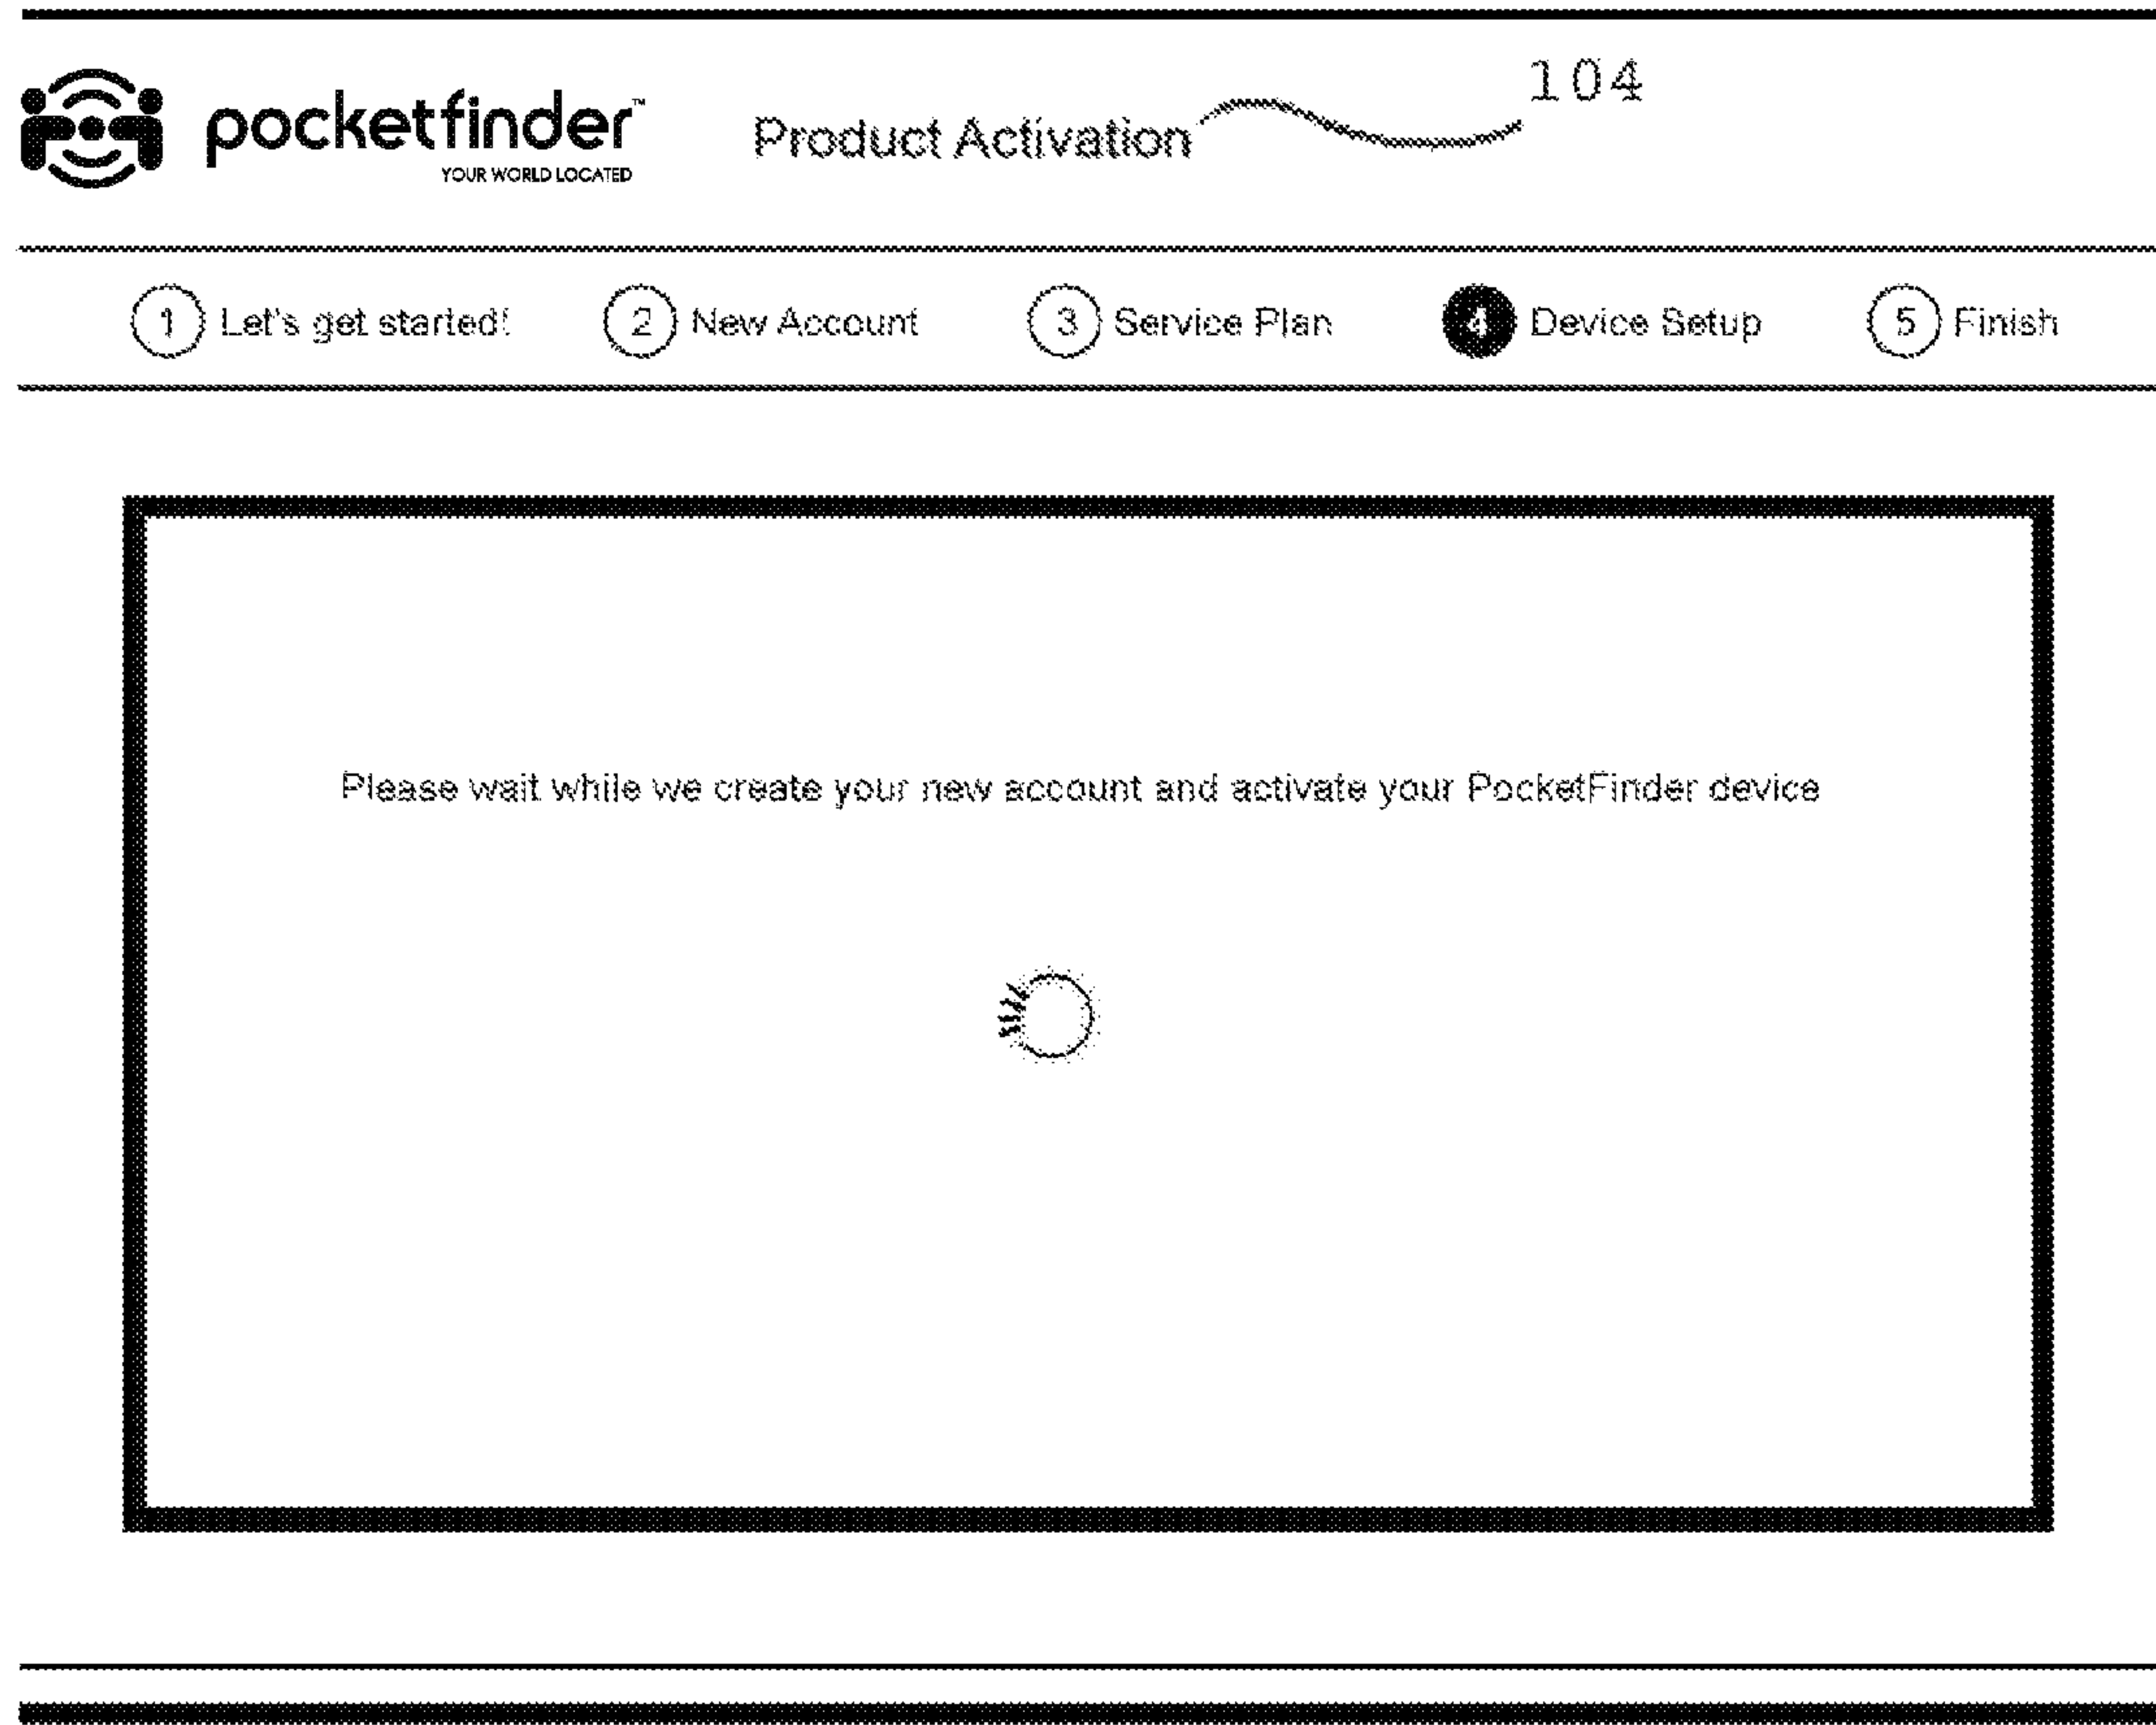 104
pocketfinder™ Product Activation
YOUR WORLD LOCATED
1 Let's get started! 2 New Account 3 Service Plan 4 Device Setup 5 Finish
Please wait while we create your new account and activate your PocketFinder device